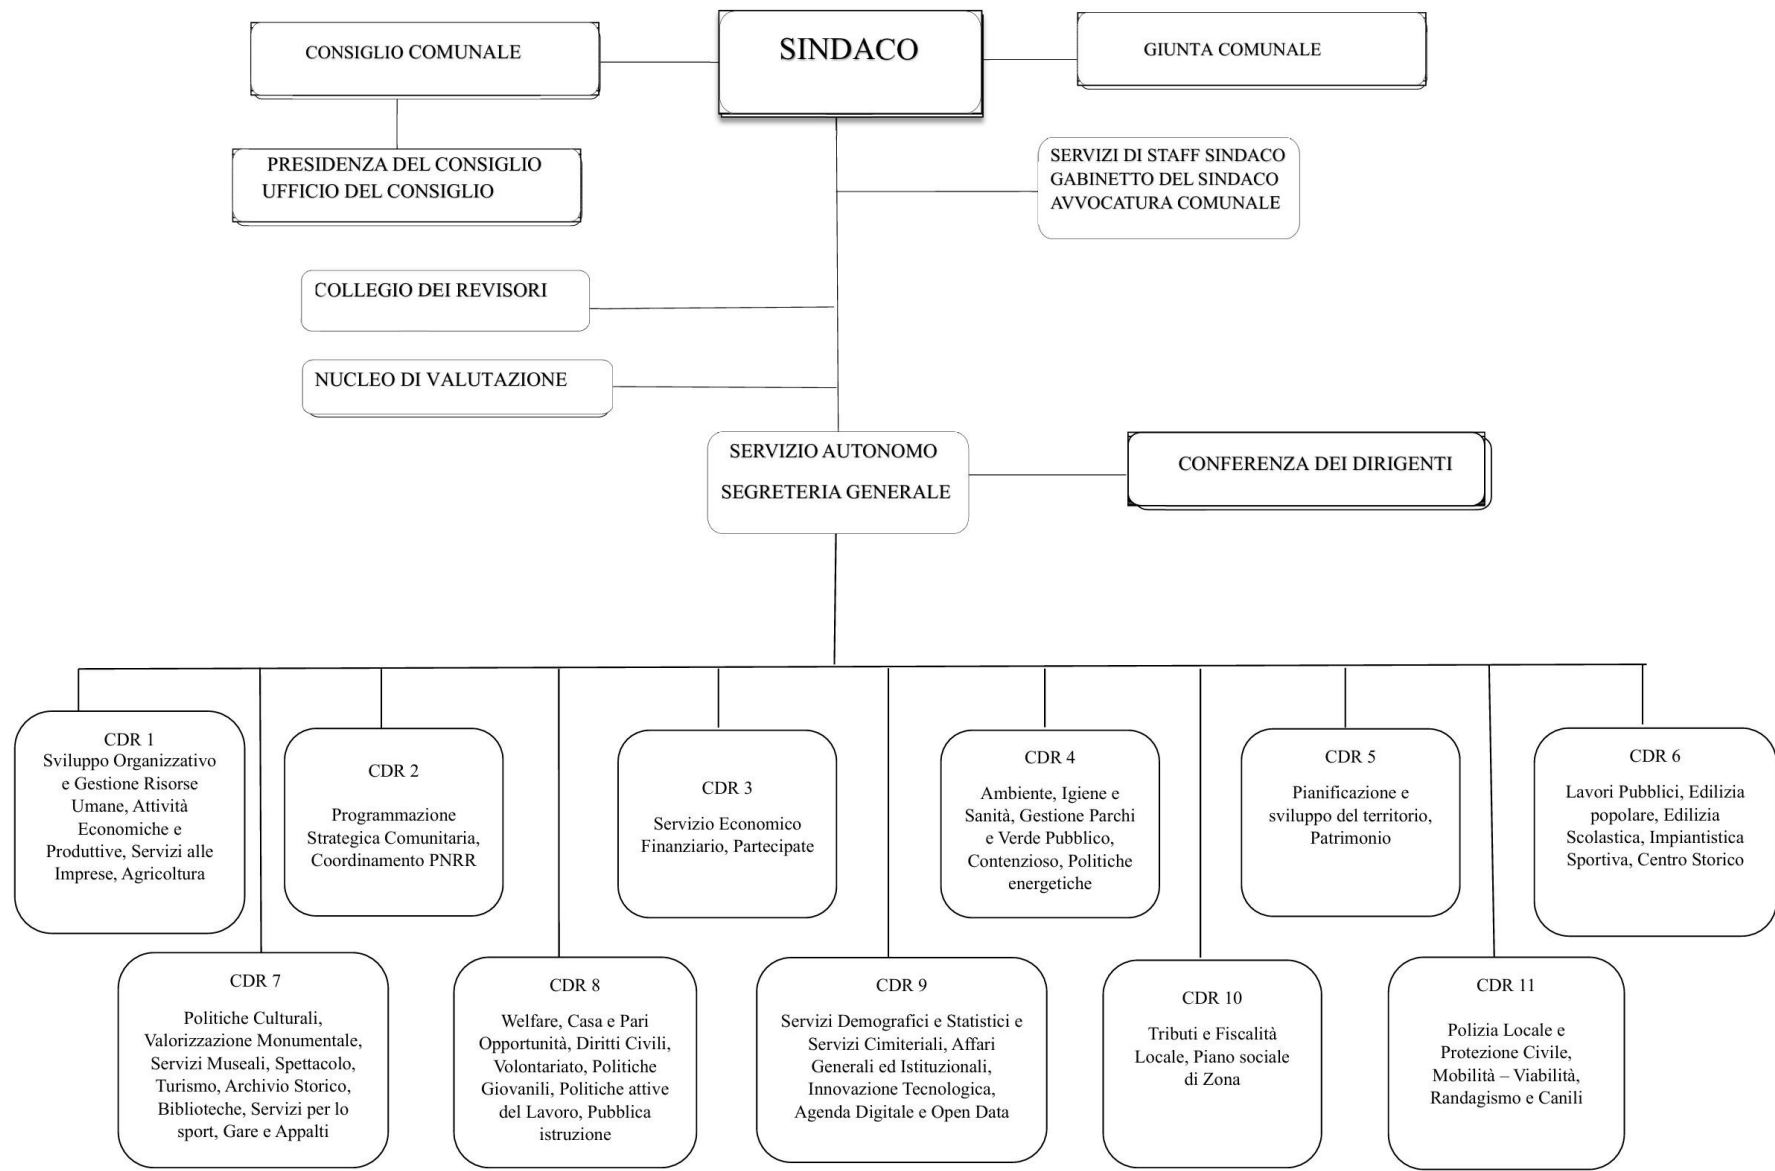 CONSIGLIO COMUNALE
SINDACO
GIUNTA COMUNALE
PRESIDENZA DEL CONSIGLIO
UFFICIO DEL CONSIGLIO
SERVIZI DI STAFF SINDACO
GABINETTO DEL SINDACO
AVVOCATURA COMUNALE
COLLEGIO DEI REVISORI
NUCLEO DI VALUTAZIONE
SERVIZIO AUTONOMO
SEGRETERIA GENERALE
CONFERENZA DEI DIRIGENTI
CDR 1
Sviluppo Organizzativo
e Gestione Risorse
Umane, Attività
Economiche e
Produttive, Servizi alle
Imprese, Agricoltura
CDR 2
Programmazione
Strategica Comunitaria,
Coordinamento PNRR
CDR 3
Servizio Economico
Finanziario, Partecipate
CDR 4
Ambiente, Igiene e
Sanità, Gestione Parchi
e Verde Pubblico,
Contenzioso, Politiche
energetiche
CDR 5
Pianificazione e
sviluppo del territorio,
Patrimonio
CDR 6
Lavori Pubblici, Edilizia
popolare, Edilizia
Scolastica, Impiantistica
Sportiva, Centro Storico
CDR 7
Politiche Culturali,
Valorizzazione Monumentale,
Servizi Museali, Spettacolo,
Turismo, Archivio Storico,
Biblioteche, Servizi per lo
sport, Gare e Appalti
CDR 8
Welfare, Casa e Pari
Opportunità, Diritti Civili,
Volontariato, Politiche
Giovanili, Politiche attive
del Lavoro, Pubblica
istruzione
CDR 9
Servizi Demografici e Statistici e
Servizi Cimiteriali, Affari
Generali ed Istituzionali,
Innovazione Tecnologica,
Agenda Digitale e Open Data
CDR 10
Tributi e Fiscalità
Locale, Piano sociale
di Zona
CDR 11
Polizia Locale e
Protezione Civile,
Mobilità – Viabilità,
Randagismo e Canili